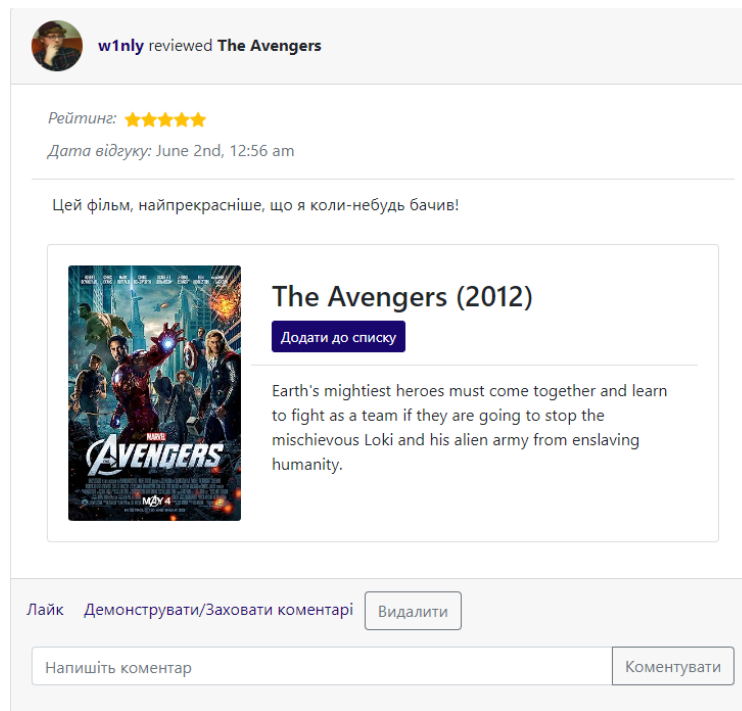 w1nly reviewed The Avengers
Рейтинг:
Дата відгуку: June 2nd, 12:56 am
Цей фільм, найпрекрасніше, що я коли-небудь бачив!
The Avengers (2012)
Додати до списку
Earth's mightiest heroes must come together and learn
to fight as a team if they are going to stop the
mischievous Loki and his alien army from enslaving
humanity.
MARVEL
AVENGERS
MAY 4
Лайк Демонструвати/Заховати коментарі Видалити
Напишіть коментар Коментувати